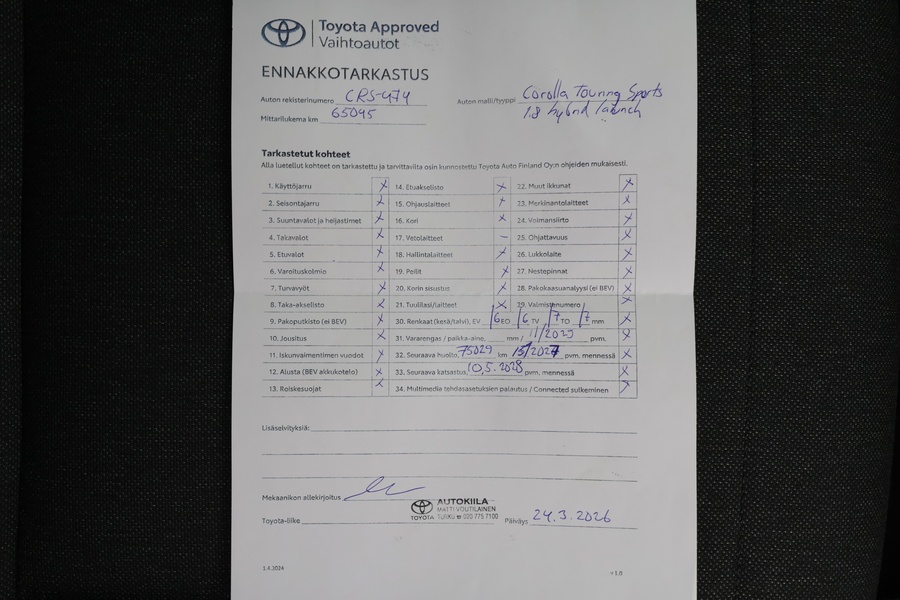 Toyota Approved
Vaihtoautot
ENNAKKOTARKASTUS
Auton rekisterinumero CRS-474
Auton malli/tyyppi Corolla Touring Sports
1.8 hybrid launch
Mittarilukema km 65045
Tarkastetut kohteet
Alla luetellut kohteet on tarkastettu ja tarvittavilta osin kunnostettu Toyota Auto Finland Oy:n ohjeiden mukaisesti.
1. Käyttöjarru x 14. Etuakselisto x 22. Muut ikkunat x
2. Seisontajarru x 15. Ohjauslaitteet x 23. Merkinantolaitteet x
3. Suuntavalot ja heijastimet x 16. Kori x 24. Voimansiirto x
4. Takavalot x 17. Vetolaitteet – 25. Ohjattavuus x
5. Etuvalot x 18. Hallintalaitteet x 26. Lukkolaite x
6. Varoituskolmio x 19. Peilit x 27. Nestepinnat x
7. Turvavyöt x 20. Korin sisustus x 28. Pakokaasuanalyysi (ei BEV) x
8. Taka-akselisto x 21. Tuulilasi/laitteet x 29. Valmistenumero x
9. Pakoputkisto (ei BEV) x 30. Renkaat (kesä/talvi), EV /6 EO /6 TV /7 TO /7 mm x
10. Jousitus x 31. Vararengas / paikka-aine, mm / 11/2029 pvm. x
11. Iskunvaimentimen vuodot x 32. Seuraava huolto, 75029 km 15/2027 pvm. mennessä x
12. Alusta (BEV akkukotelo) x 33. Seuraava katsastus, 10.5.2028 pvm. mennessä x
13. Roiskesuojat x 34. Multimedia tehdasasetuksien palautus / Connected sulkeminen x
Lisäselvityksiä:
Mekaanikon allekirjoitus
AUTOKIILA
MATTI VOUTILAINEN
TOYOTA TURKU ☎ 020 775 7100
Toyota-liike
Päiväys 24.3.2026
1.4.2024
v 1.0